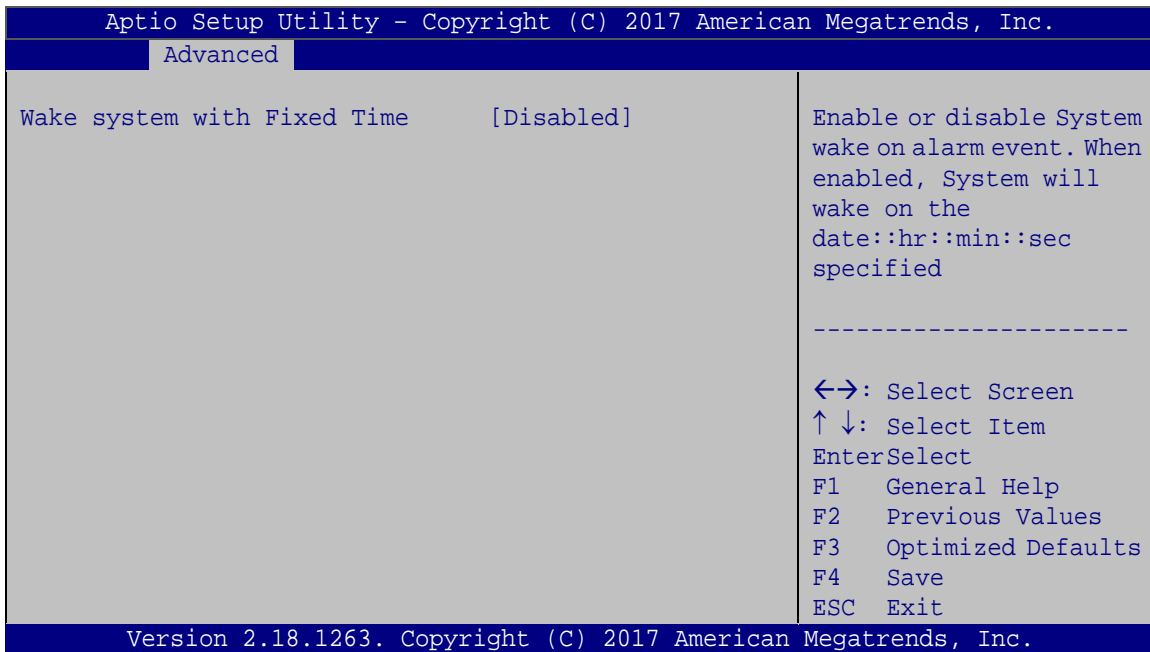 Aptio Setup Utility – Copyright (C) 2017 American Megatrends, Inc.
Advanced
Wake system with Fixed Time [Disabled]
Enable or disable System
wake on alarm event. When
enabled, System will
wake on the
date::hr::min::sec
specified
----------------------
←→: Select Screen
↑ ↓: Select Item
EnterSelect
F1 General Help
F2 Previous Values
F3 Optimized Defaults
F4 Save
ESC Exit
Version 2.18.1263. Copyright (C) 2017 American Megatrends, Inc.